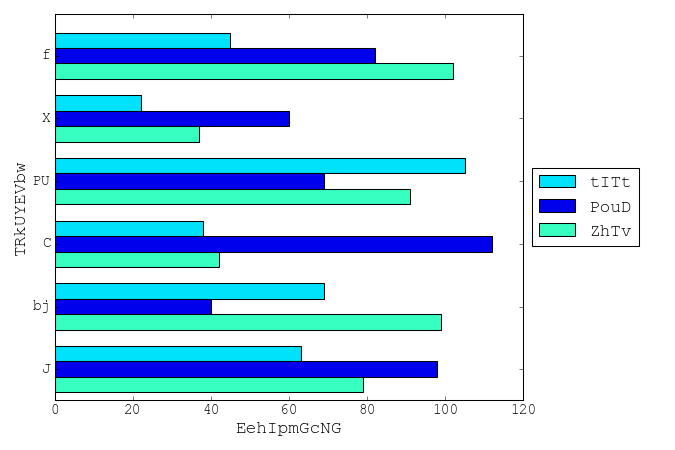 f
X
PU
C
bj
J
TRkUYEVbw
0 20 40 60 80 100 120
EehIpmGcNG
tITt
PouD
ZhTv